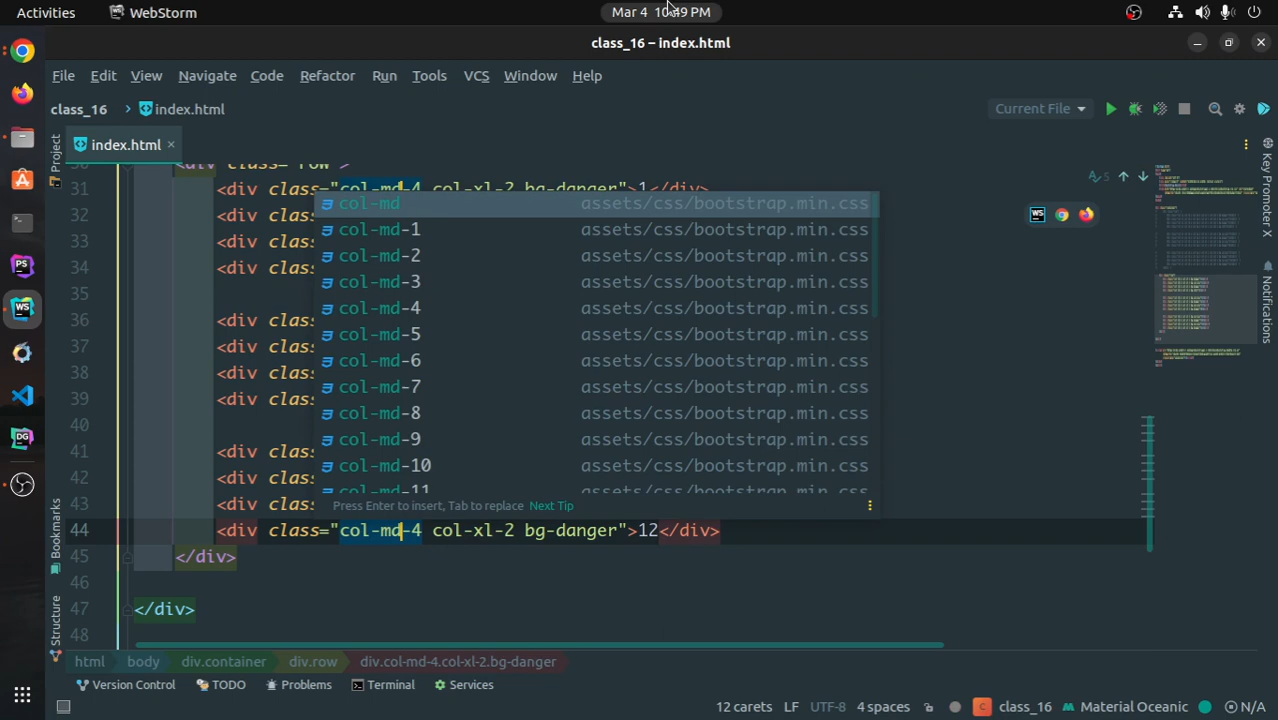 Activities WebStorm Mar 4 10:49 PM
class_16 – index.html
File Edit View Navigate Code Refactor Run Tools VCS Window Help
class_16 index.html Current File
Project
index.html
31 <div class="col-md-4 col-xl-2 bg-danger">1</div>
col-md assets/css/bootstrap.min.css
32 <div class
col-md-1 assets/css/bootstrap.min.css
33 <div class
col-md-2 assets/css/bootstrap.min.css
34 <div class
col-md-3 assets/css/bootstrap.min.css
35
col-md-4 assets/css/bootstrap.min.css
36 <div class
col-md-5 assets/css/bootstrap.min.css
37 <div class
col-md-6 assets/css/bootstrap.min.css
38 <div class
col-md-7 assets/css/bootstrap.min.css
39 <div class
col-md-8 assets/css/bootstrap.min.css
40
col-md-9 assets/css/bootstrap.min.css
41 <div class
col-md-10 assets/css/bootstrap.min.css
42 <div class
col-md-11 assets/css/bootstrap.min.css
43 <div class
Press Enter to insert, Tab to replace Next Tip
44 <div class="col-md-4 col-xl-2 bg-danger">12</div>
45 </div>
46
47 </div>
48
Key Promoter X
Notifications
Bookmarks
Structure
html body div.container div.row div.col-md-4.col-xl-2.bg-danger
Version Control TODO Problems Terminal Services
12 carets LF UTF-8 4 spaces class_16 Material Oceanic N/A